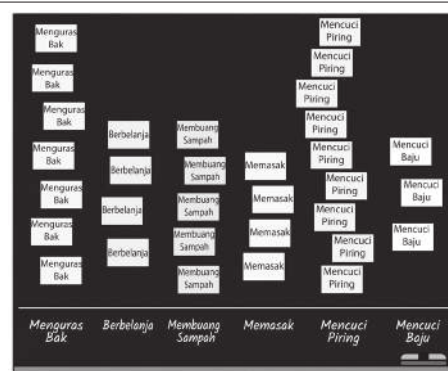 Menguras
Bak
Menguras
Bak
Menguras
Bak
Menguras
Bak
Menguras
Bak
Menguras
Bak
Menguras
Bak
Menguras
Bak
Berbelanja
Berbelanja
Berbelanja
Berbelanja
Berbelanja
Membuang
Sampah
Membuang
Sampah
Membuang
Sampah
Membuang
Sampah
Membuang
Sampah
Membuang
Sampah
Memasak
Memasak
Memasak
Memasak
Memasak
Mencuci
Piring
Mencuci
Piring
Mencuci
Piring
Mencuci
Piring
Mencuci
Piring
Mencuci
Piring
Mencuci
Piring
Mencuci
Piring
Mencuci
Piring
Mencuci
Piring
Mencuci
Baju
Mencuci
Baju
Mencuci
Baju
Mencuci
Baju